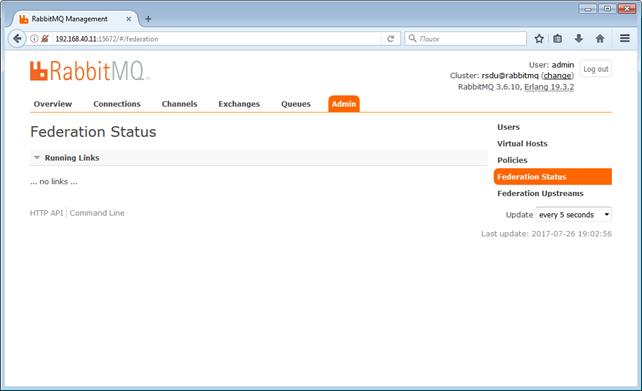 RabbitMQ Management
192.168.40.11:15672/#/federation
Поиск
RabbitMQ
User: admin
Cluster: rsdu@rabbitmq (change)
RabbitMQ 3.6.10, Erlang 19.3.2
Log out
Overview Connections Channels Exchanges Queues Admin
Federation Status
Running Links
... no links ...
HTTP API Command Line
Users
Virtual Hosts
Policies
Federation Status
Federation Upstreams
Update every 5 seconds
Last update: 2017-07-26 19:02:56